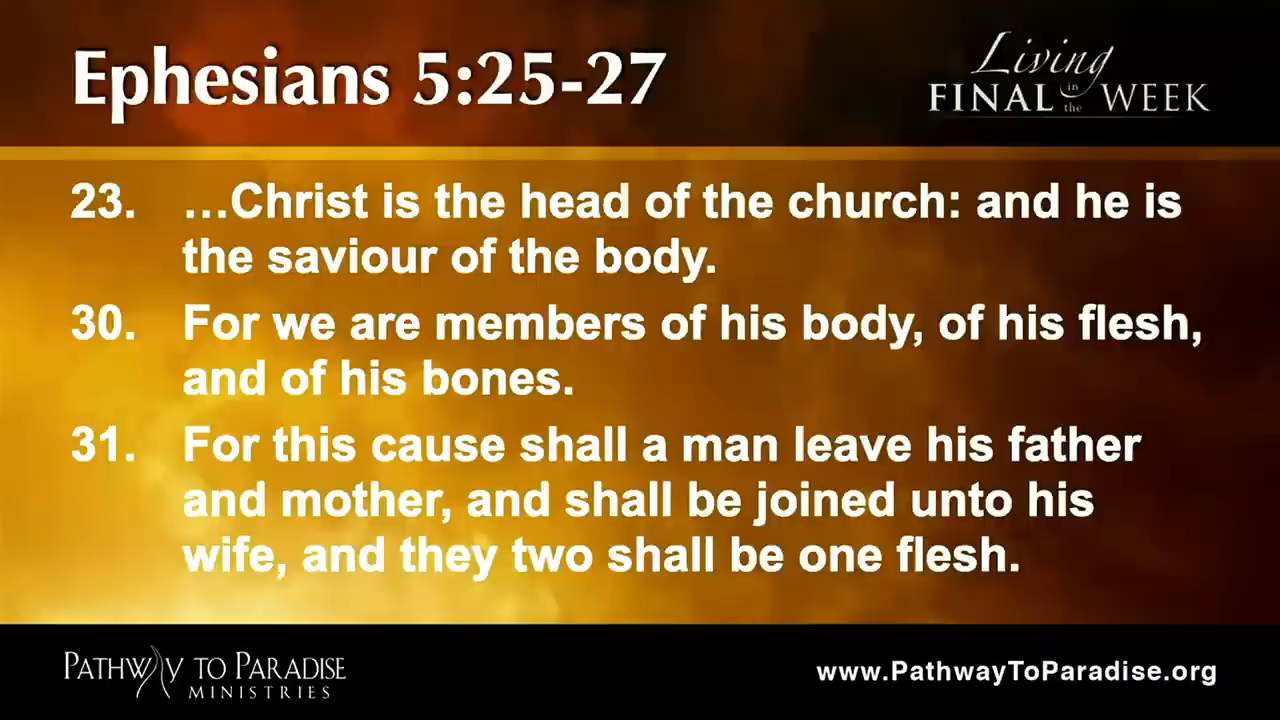 Ephesians 5:25-27
Living
FINAL in the WEEK
23. …Christ is the head of the church: and he is
the saviour of the body.
30. For we are members of his body, of his flesh,
and of his bones.
31. For this cause shall a man leave his father
and mother, and shall be joined unto his
wife, and they two shall be one flesh.
PATHWAY TO PARADISE
MINISTRIES
www.PathwayToParadise.org